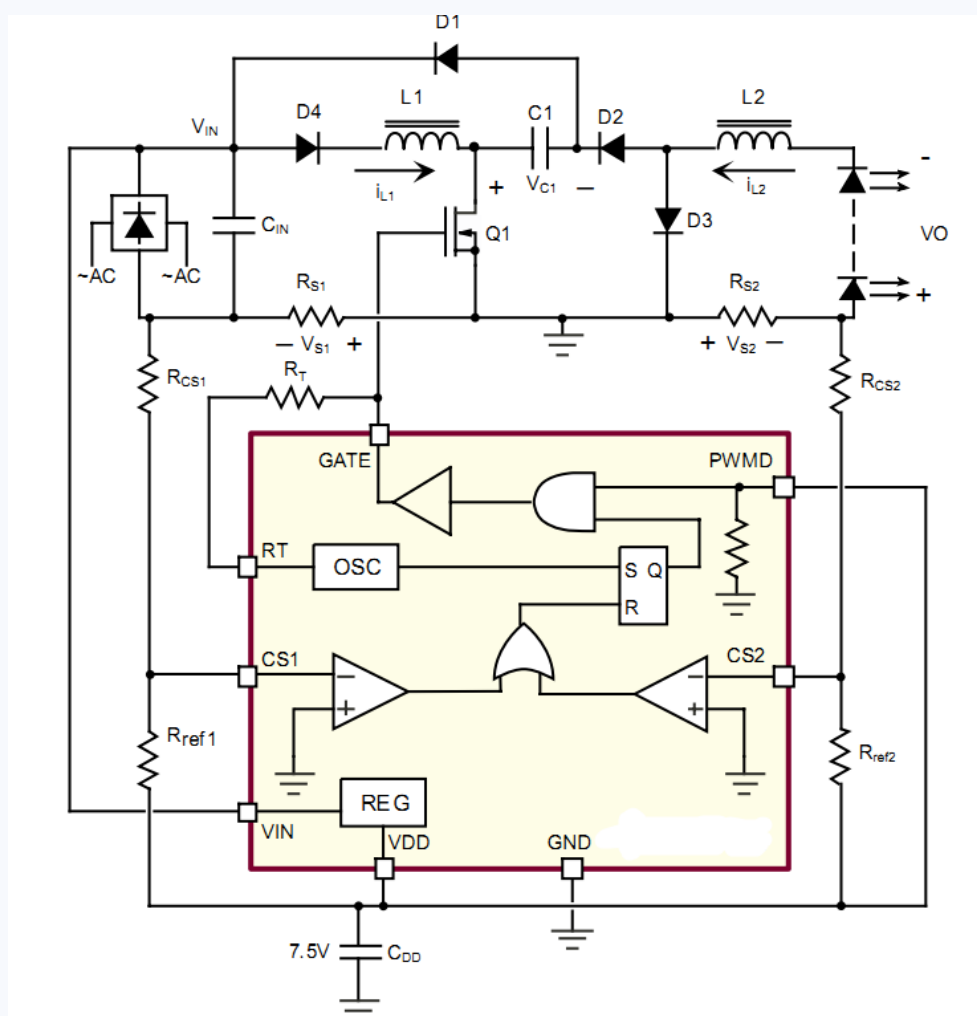 D1
D4
L1
C1
D2
L2
VIN
iL1
+
VC1
–
iL2
-
CIN
Q1
D3
VO
~AC
~AC
RS1
RS2
+
– VS1 +
+ VS2 –
RCS1
RT
RCS2
GATE
PWMD
RT
OSC
S Q
R
CS1
CS2
–
–
+
+
Rref1
Rref2
REG
VIN
VDD
GND
7.5V
CDD